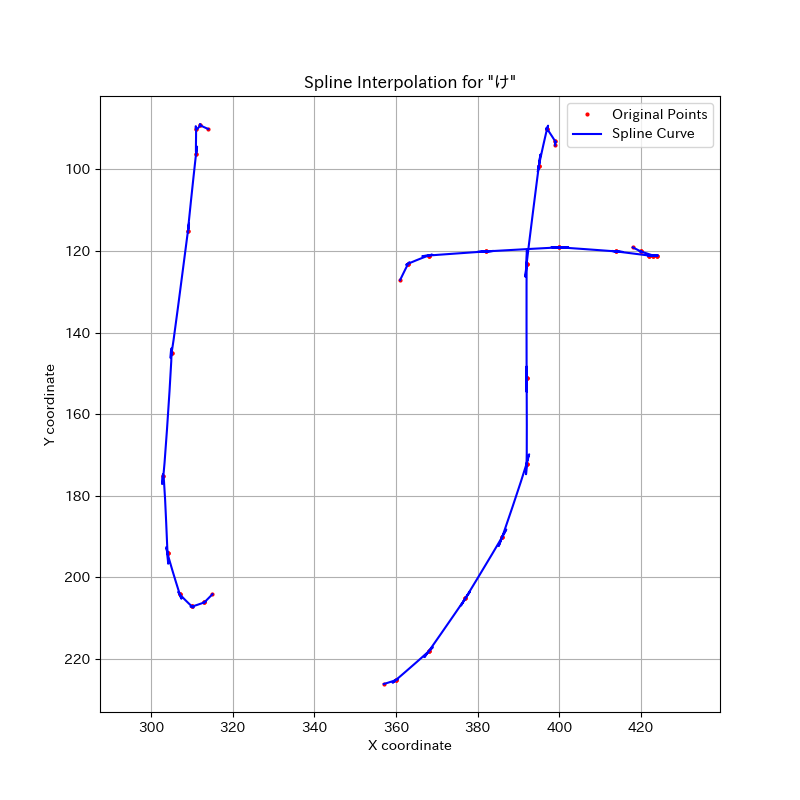 Spline Interpolation for "け"
Original Points
Spline Curve
Y coordinate
100
120
140
160
180
200
220
300 320 340 360 380 400 420
X coordinate